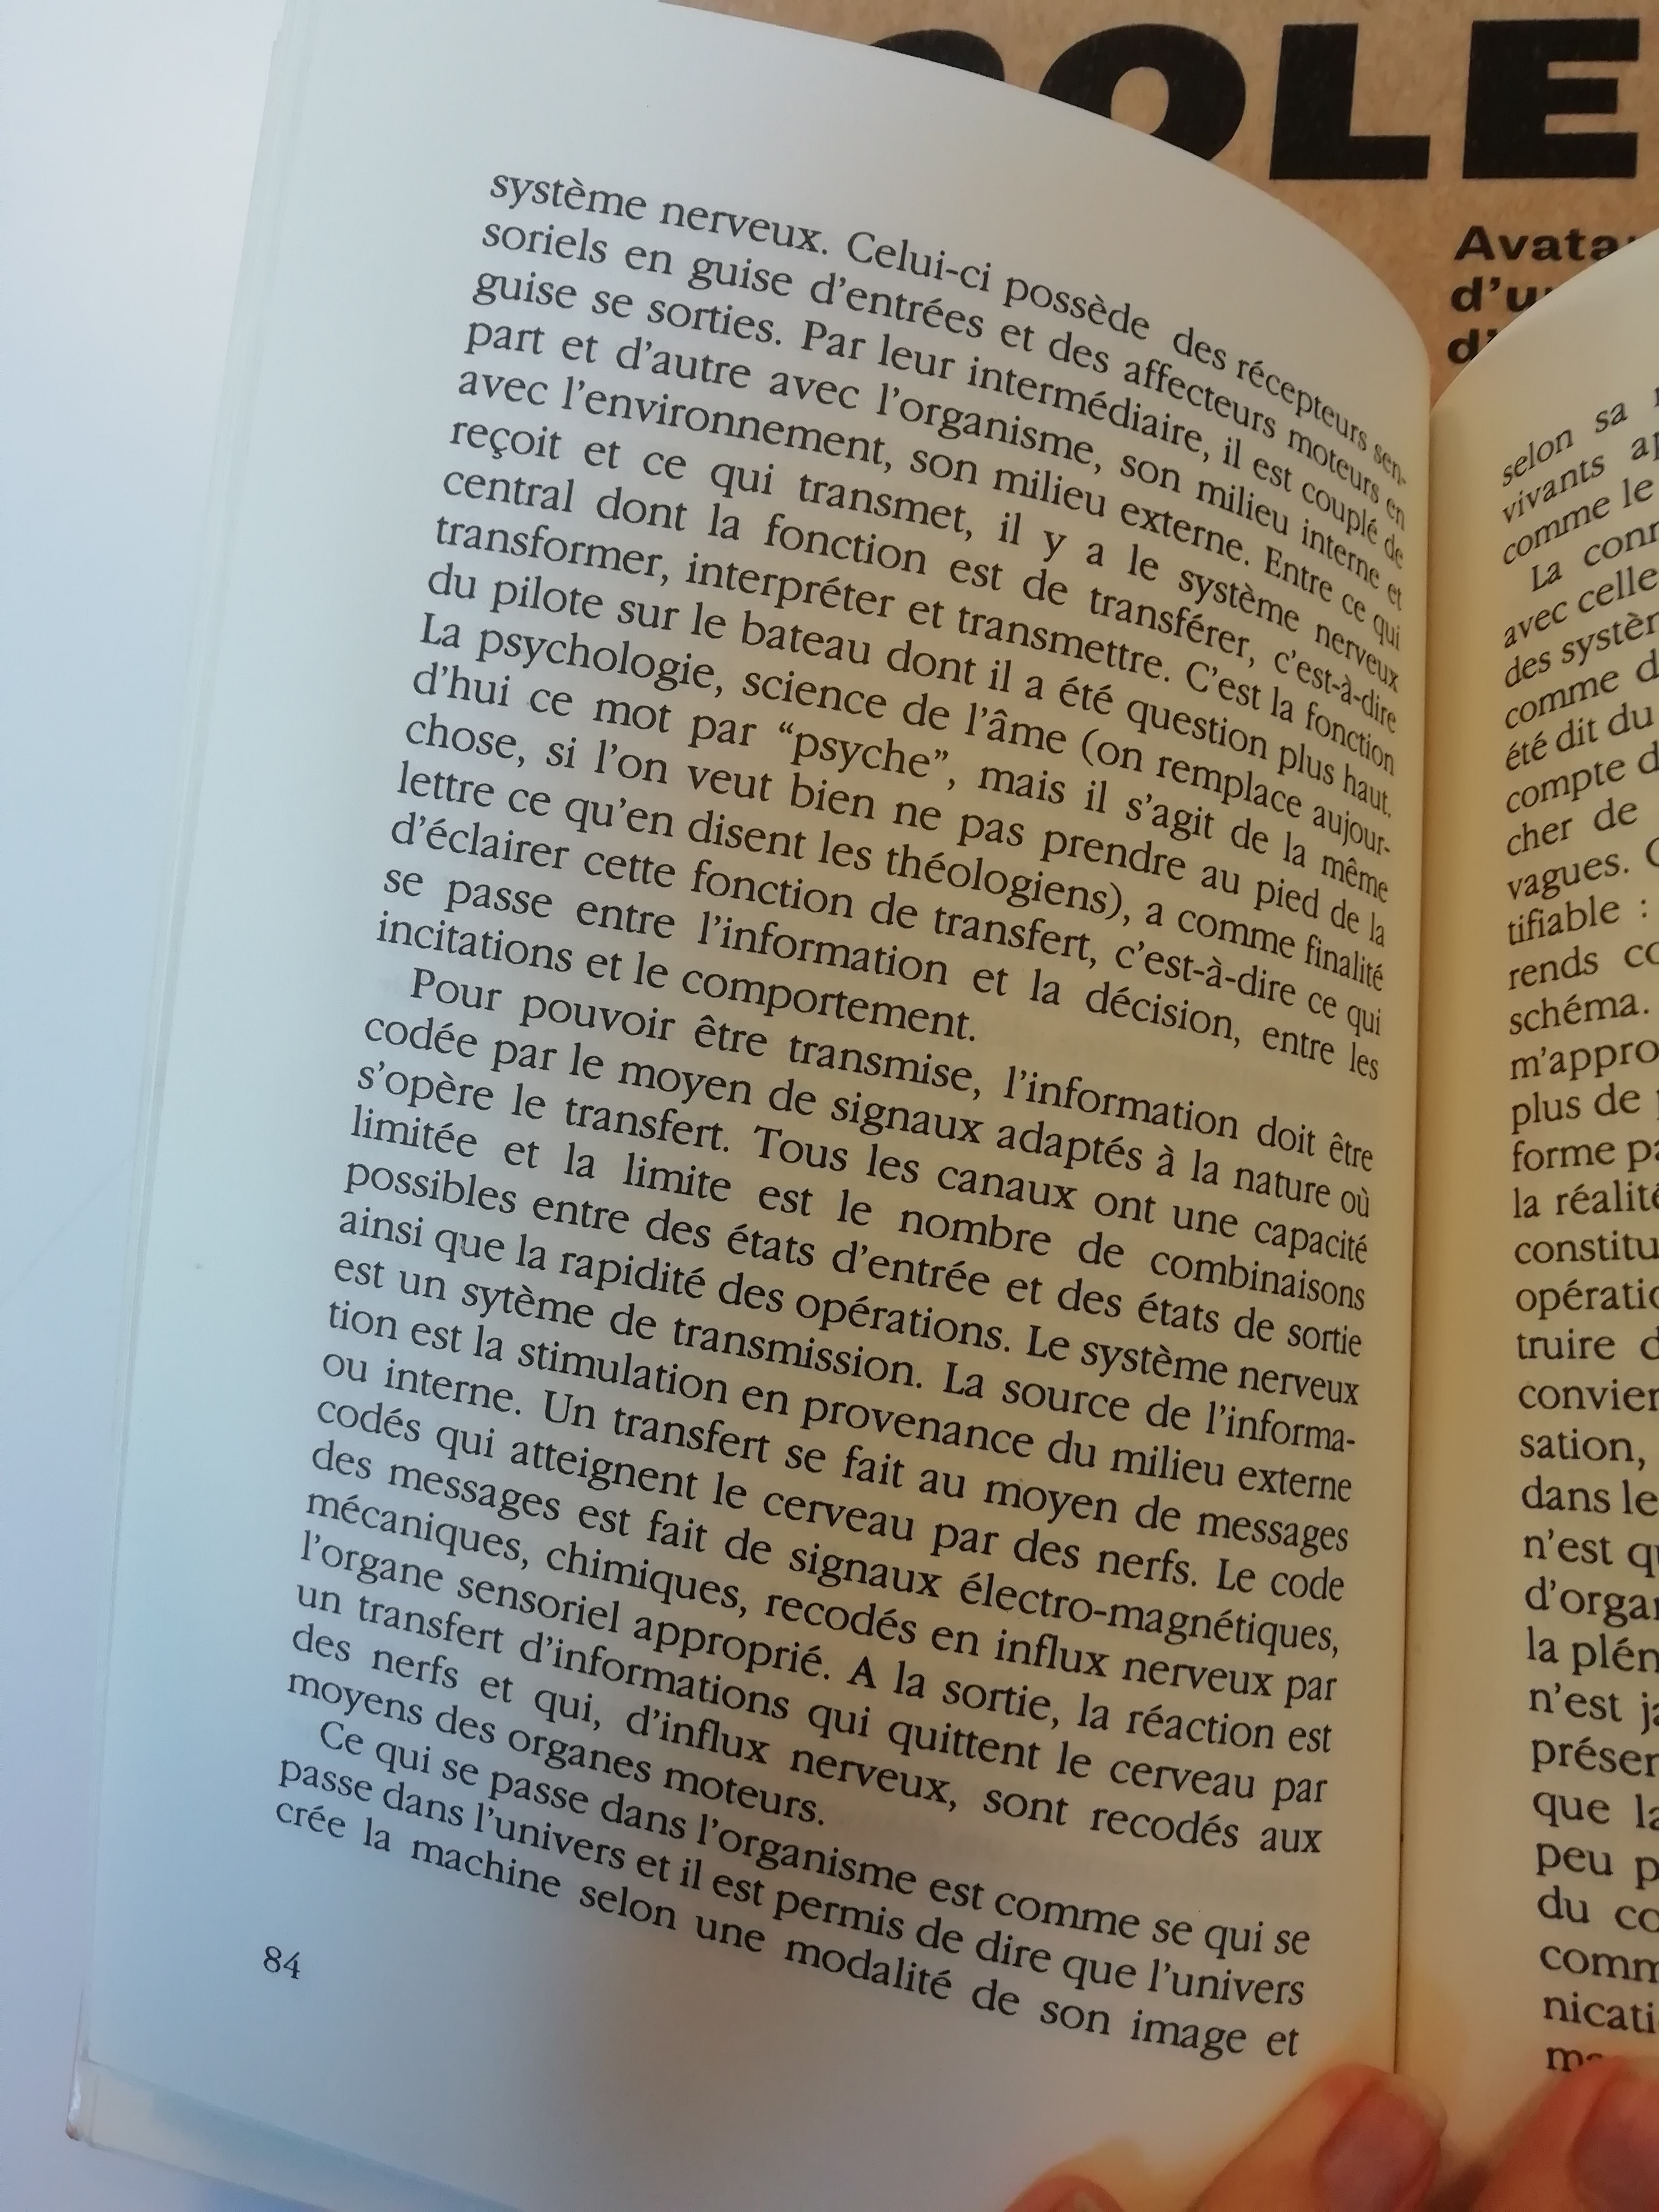 OLE
Avata
d'u
système nerveux. Celui-ci possède des récepteurs sen-
soriels en guise d'entrées et des affecteurs moteurs en
guise se sorties. Par leur intermédiaire, il est couplé de
part et d'autre avec l'organisme, son milieu interne et
avec l'environnement, son milieu externe. Entre ce qui
reçoit et ce qui transmet, il y a le système nerveux
central dont la fonction est de transférer, c'est-à-dire
transformer, interpréter et transmettre. C'est la fonction
du pilote sur le bateau dont il a été question plus haut.
La psychologie, science de l'âme (on remplace aujour-
d'hui ce mot par “psyche”, mais il s'agit de la même
chose, si l'on veut bien ne pas prendre au pied de la
lettre ce qu'en disent les théologiens), a comme finalité
d'éclairer cette fonction de transfert, c'est-à-dire ce qui
se passe entre l'information et la décision, entre les
incitations et le comportement.
Pour pouvoir être transmise, l'information doit être
codée par le moyen de signaux adaptés à la nature où
s'opère le transfert. Tous les canaux ont une capacité
limitée et la limite est le nombre de combinaisons
possibles entre des états d'entrée et des états de sortie
ainsi que la rapidité des opérations. Le système nerveux
est un sytème de transmission. La source de l'informa-
tion est la stimulation en provenance du milieu externe
ou interne. Un transfert se fait au moyen de messages
codés qui atteignent le cerveau par des nerfs. Le code
des messages est fait de signaux électro-magnétiques,
mécaniques, chimiques, recodés en influx nerveux par
l'organe sensoriel approprié. A la sortie, la réaction est
un transfert d'informations qui quittent le cerveau par
des nerfs et qui, d'influx nerveux, sont recodés aux
moyens des organes moteurs.
Ce qui se passe dans l'organisme est comme se qui se
passe dans l'univers et il est permis de dire que l'univers
crée la machine selon une modalité de son image et
84
selon sa
vivants
comme le
La
avec celle
des
comme
été dit du
compte
cher de
vagues.
tifiable :
rends
schéma.
plus de
forme
la
dans le
n'est
la
n'est
que
peu
du